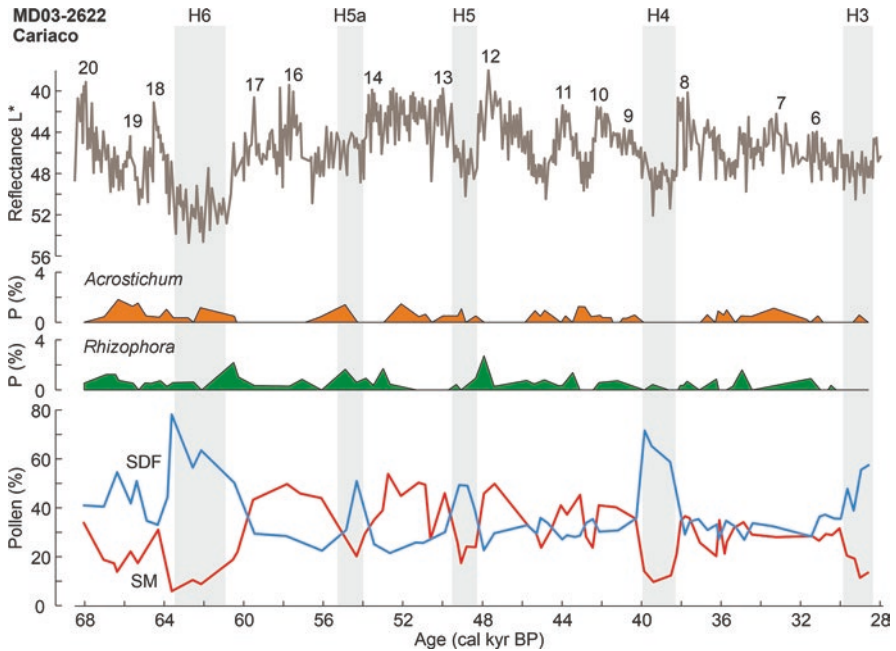 MD03-2622
Cariaco
H6 H5a H5 H4 H3
20 19 18 17 16 14 13 12 11 10 9 8 7 6
Reflectance L*
40
44
48
52
56
Acrostichum
P (%)
4
0
Rhizophora
P (%)
4
0
Pollen (%)
80
60
40
20
0
SDF
SM
68 64 60 56 52 48 44 40 36 32 28
Age (cal kyr BP)